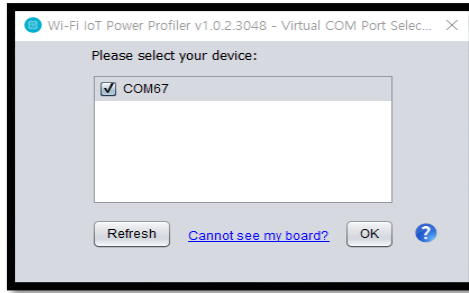 Wi-Fi IoT Power Profiler v1.0.2.3048 - Virtual COM Port Selec...
Please select your device:
COM67
Refresh Cannot see my board? OK ?